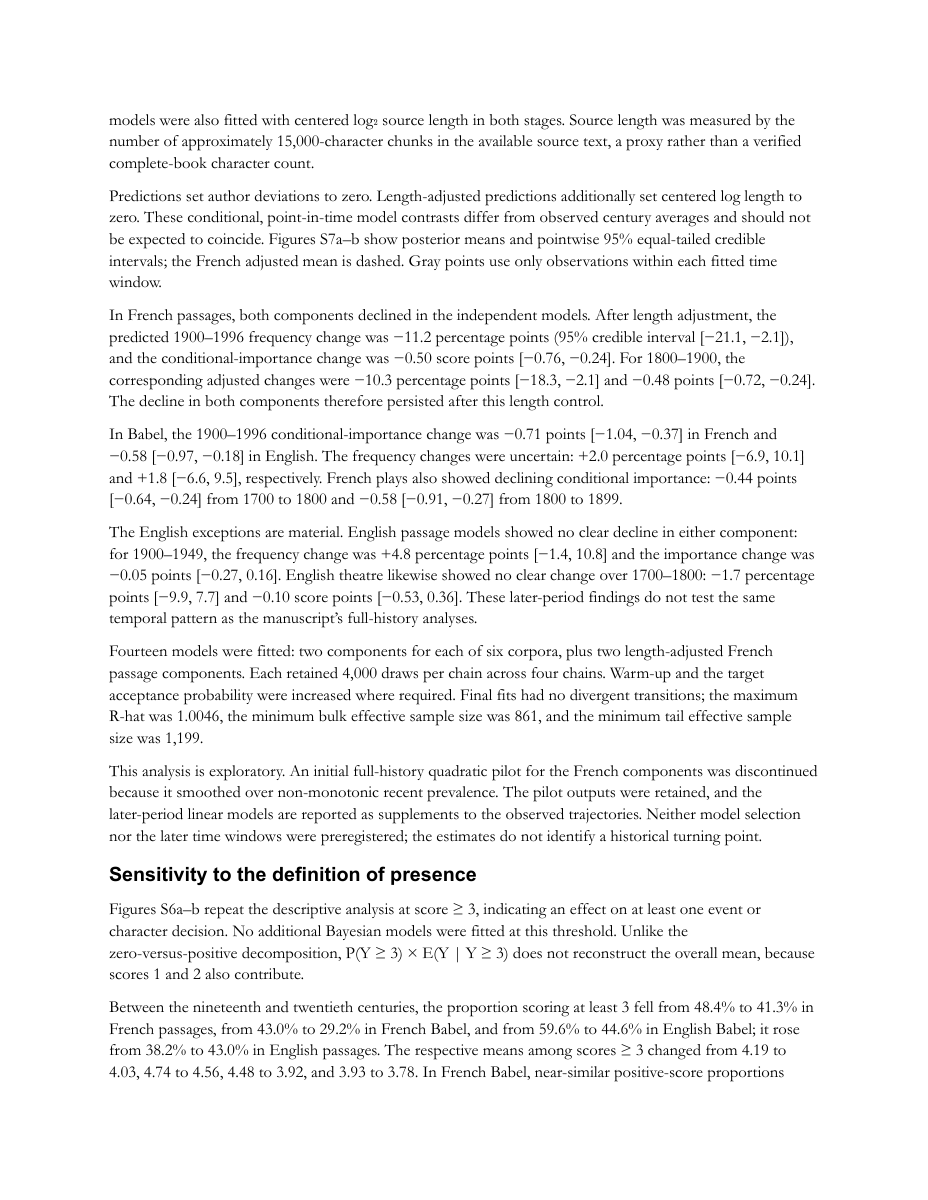 models were also fitted with centered log₂ source length in both stages. Source length was measured by the
number of approximately 15,000-character chunks in the available source text, a proxy rather than a verified
complete-book character count.
Predictions set author deviations to zero. Length-adjusted predictions additionally set centered log length to
zero. These conditional, point-in-time model contrasts differ from observed century averages and should not
be expected to coincide. Figures S7a–b show posterior means and pointwise 95% equal-tailed credible
intervals; the French adjusted mean is dashed. Gray points use only observations within each fitted time
window.
In French passages, both components declined in the independent models. After length adjustment, the
predicted 1900–1996 frequency change was −11.2 percentage points (95% credible interval [−21.1, −2.1]),
and the conditional-importance change was −0.50 score points [−0.76, −0.24]. For 1800–1900, the
corresponding adjusted changes were −10.3 percentage points [−18.3, −2.1] and −0.48 points [−0.72, −0.24].
The decline in both components therefore persisted after this length control.
In Babel, the 1900–1996 conditional-importance change was −0.71 points [−1.04, −0.37] in French and
−0.58 [−0.97, −0.18] in English. The frequency changes were uncertain: +2.0 percentage points [−6.9, 10.1]
and +1.8 [−6.6, 9.5], respectively. French plays also showed declining conditional importance: −0.44 points
[−0.64, −0.24] from 1700 to 1800 and −0.58 [−0.91, −0.27] from 1800 to 1899.
The English exceptions are material. English passage models showed no clear decline in either component:
for 1900–1949, the frequency change was +4.8 percentage points [−1.4, 10.8] and the importance change was
−0.05 points [−0.27, 0.16]. English theatre likewise showed no clear change over 1700–1800: −1.7 percentage
points [−9.9, 7.7] and −0.10 score points [−0.53, 0.36]. These later-period findings do not test the same
temporal pattern as the manuscript’s full-history analyses.
Fourteen models were fitted: two components for each of six corpora, plus two length-adjusted French
passage components. Each retained 4,000 draws per chain across four chains. Warm-up and the target
acceptance probability were increased where required. Final fits had no divergent transitions; the maximum
R-hat was 1.0046, the minimum bulk effective sample size was 861, and the minimum tail effective sample
size was 1,199.
This analysis is exploratory. An initial full-history quadratic pilot for the French components was discontinued
because it smoothed over non-monotonic recent prevalence. The pilot outputs were retained, and the
later-period linear models are reported as supplements to the observed trajectories. Neither model selection
nor the later time windows were preregistered; the estimates do not identify a historical turning point.
Sensitivity to the definition of presence
Figures S6a–b repeat the descriptive analysis at score ≥ 3, indicating an effect on at least one event or
character decision. No additional Bayesian models were fitted at this threshold. Unlike the
zero-versus-positive decomposition, P(Y ≥ 3) × E(Y | Y ≥ 3) does not reconstruct the overall mean, because
scores 1 and 2 also contribute.
Between the nineteenth and twentieth centuries, the proportion scoring at least 3 fell from 48.4% to 41.3% in
French passages, from 43.0% to 29.2% in French Babel, and from 59.6% to 44.6% in English Babel; it rose
from 38.2% to 43.0% in English passages. The respective means among scores ≥ 3 changed from 4.19 to
4.03, 4.74 to 4.56, 4.48 to 3.92, and 3.93 to 3.78. In French Babel, near-similar positive-score proportions